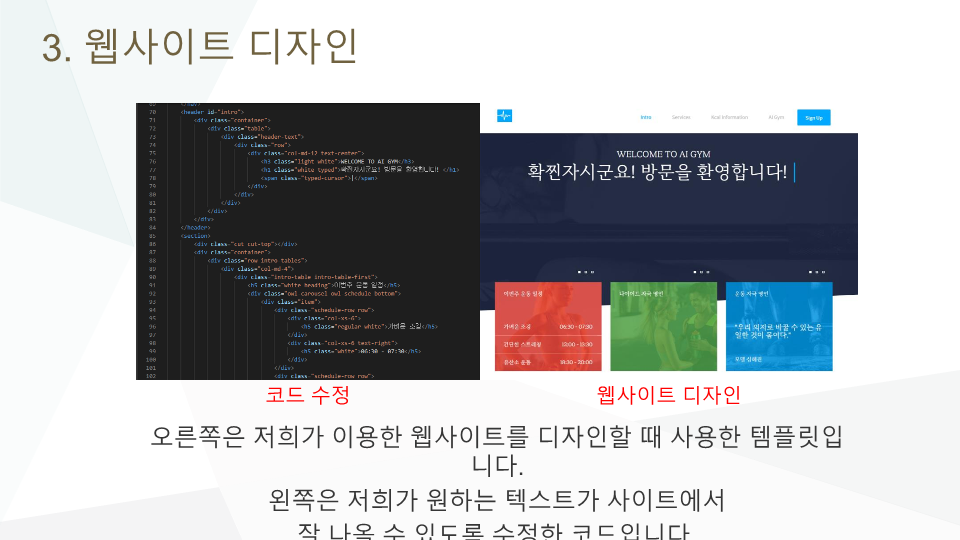 3. 웹사이트 디자인
70 <header id="intro">
71 <div class="container">
72 <div class="table">
73 <div class="header-text">
74 <div class="row">
75 <div class="col-md-12 text-center">
76 <h3 class="light white">WELCOME TO AI GYM</h3>
77 <h1 class="white typed">확찐자시군요! 방문을 환영합니다! </h1>
78 <span class="typed-cursor">|</span>
79 </div>
80 </div>
81 </div>
82 </div>
83 </div>
84 </header>
85 <section>
86 <div class="cut cut-top"></div>
87 <div class="container">
88 <div class="row intro-tables">
89 <div class="col-md-4">
90 <div class="intro-table intro-table-first">
91 <h5 class="white heading">이번주 운동 일정</h5>
92 <div class="owl-carousel owl-schedule bottom">
93 <div class="item">
94 <div class="schedule-row row">
95 <div class="col-xs-6">
96 <h5 class="regular white">가벼운 조깅</h5>
97 </div>
98 <div class="col-xs-6 text-right">
99 <h5 class="white">06:30 - 07:30</h5>
100 </div>
101 </div>
102 <div class="schedule-row row">
Intro Services Acai Information AI Gym Sign Up
WELCOME TO AI GYM
확찐자시군요! 방문을 환영합니다!
이번주 운동 일정
가벼운 조깅 06:30 - 07:30
간단한 스트레칭 12:00 - 13:30
유산소 운동 18:30 - 20:00
다이어트 자극 짤반
운동 자극 짤반
"우리 의지로 바꿀 수 있는 유
일한 것이 몸이다."
코드 수정
웹사이트 디자인
오른쪽은 저희가 이용한 웹사이트를 디자인할 때 사용한 템플릿입
니다.
왼쪽은 저희가 원하는 텍스트가 사이트에서
잘 나올 수 있도록 수정한 코드입니다